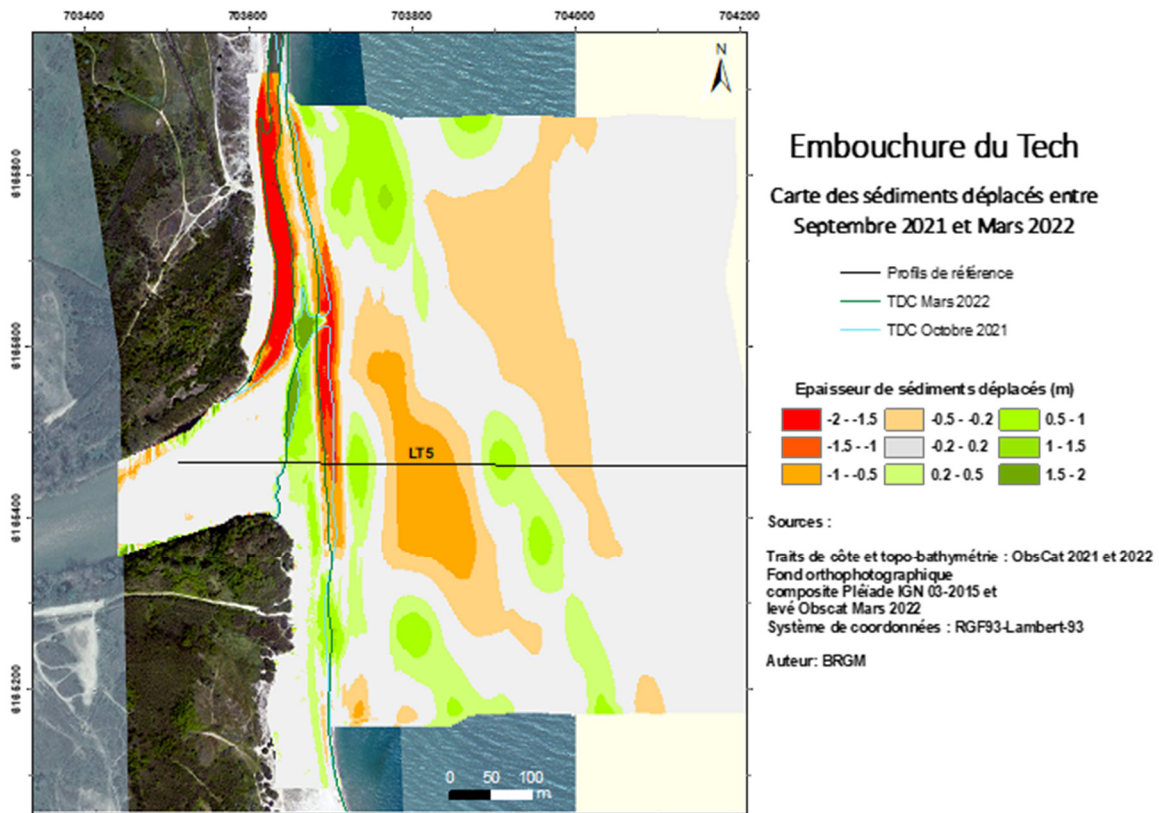 703400 703600 703800 704000 704200
6165800
6165600
6165400
6165200
N
LT5
0 50 100
m
Embouchure du Tech
Carte des sédiments déplacés entre
Septembre 2021 et Mars 2022
Profils de référence
TDC Mars 2022
TDC Octobre 2021
Epaisseur de sédiments déplacés (m)
-2 - -1.5 -0.5 - -0.2 0.5 - 1
-1.5 - -1 -0.2 - 0.2 1 - 1.5
-1 - -0.5 0.2 - 0.5 1.5 - 2
Sources :
Traits de côte et topo-bathymétrie : ObsCat 2021 et 2022
Fond orthophotographique
composite Pléiade IGN 03-2015 et
levé Obscat Mars 2022
Système de coordonnées : RGF93-Lambert-93
Auteur: BRGM